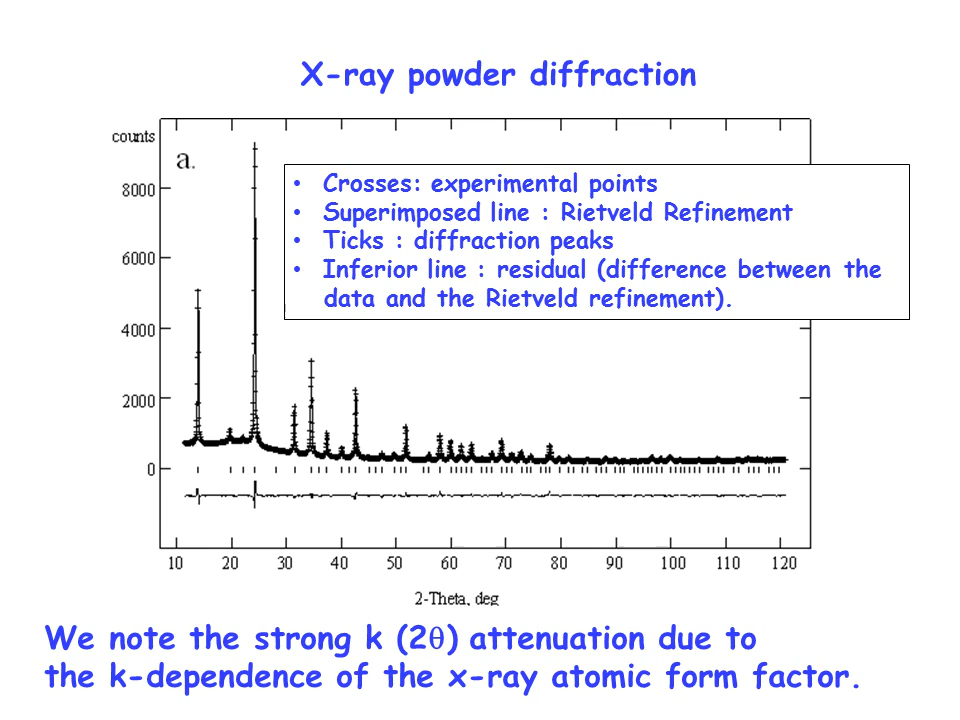 X-ray powder diffraction
counts
a.
• Crosses: experimental points
• Superimposed line : Rietveld Refinement
• Ticks : diffraction peaks
• Inferior line : residual (difference between the
data and the Rietveld refinement).
8000
6000
4000
2000
0
10 20 30 40 50 60 70 80 90 100 110 120
2-Theta, deg
We note the strong k (2θ) attenuation due to
the k-dependence of the x-ray atomic form factor.